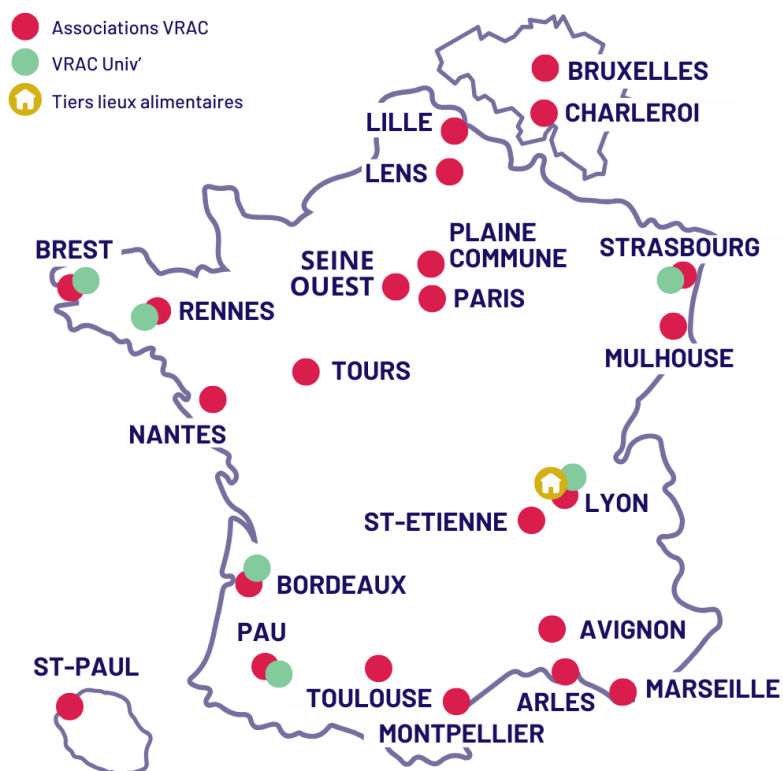 Associations VRAC
VRAC Univ’
Tiers lieux alimentaires
BRUXELLES
CHARLEROI
LILLE
LENS
PLAINE
COMMUNE
SEINE
OUEST
PARIS
BREST
RENNES
STRASBOURG
MULHOUSE
TOURS
NANTES
LYON
ST-ETIENNE
BORDEAUX
PAU
AVIGNON
ST-PAUL
TOULOUSE
ARLES
MARSEILLE
MONTPELLIER